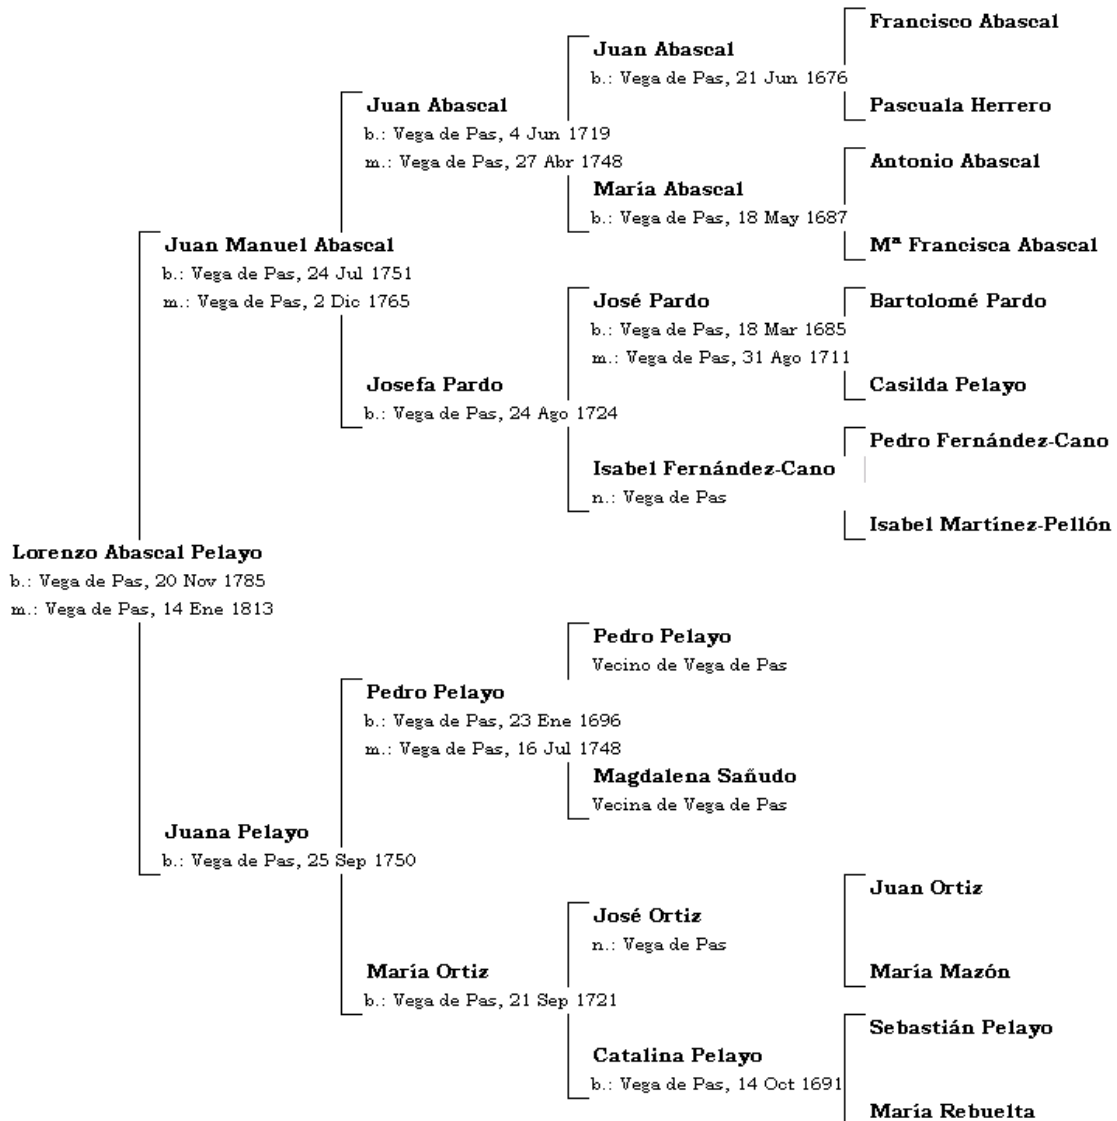 Francisco Abascal
Juan Abascal
b.: Vega de Pas, 21 Jun 1676
Pascuala Herrero
Juan Abascal
b.: Vega de Pas, 4 Jun 1719
m.: Vega de Pas, 27 Abr 1748
Antonio Abascal
María Abascal
b.: Vega de Pas, 18 May 1687
Mª Francisca Abascal
Juan Manuel Abascal
b.: Vega de Pas, 24 Jul 1751
m.: Vega de Pas, 2 Dic 1765
José Pardo
b.: Vega de Pas, 18 Mar 1685
m.: Vega de Pas, 31 Ago 1711
Bartolomé Pardo
Casilda Pelayo
Josefa Pardo
b.: Vega de Pas, 24 Ago 1724
Pedro Fernández-Cano
Isabel Fernández-Cano
n.: Vega de Pas
Isabel Martínez-Pellón
Lorenzo Abascal Pelayo
b.: Vega de Pas, 20 Nov 1785
m.: Vega de Pas, 14 Ene 1813
Pedro Pelayo
Vecino de Vega de Pas
Pedro Pelayo
b.: Vega de Pas, 23 Ene 1696
m.: Vega de Pas, 16 Jul 1748
Magdalena Sañudo
Vecina de Vega de Pas
Juana Pelayo
b.: Vega de Pas, 25 Sep 1750
Juan Ortiz
José Ortiz
n.: Vega de Pas
María Mazón
María Ortiz
b.: Vega de Pas, 21 Sep 1721
Sebastián Pelayo
Catalina Pelayo
b.: Vega de Pas, 14 Oct 1691
María Rebuelta